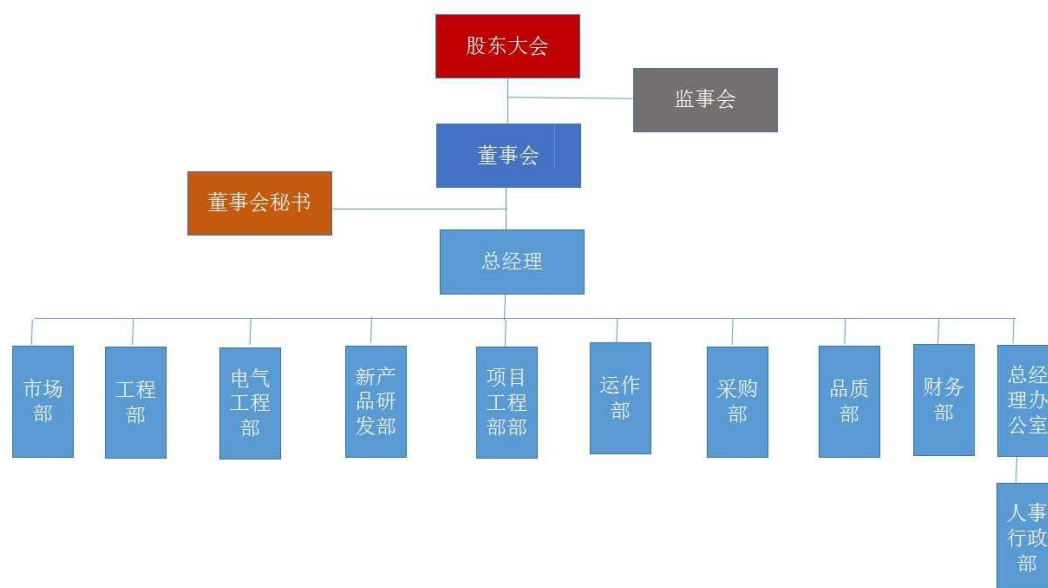 股东大会
监事会
董事会
董事会秘书
总经理
市场
部
工程
部
电气
工程
部
新产
品研
发部
项目
工程
部部
运作
部
采购
部
品质
部
财务
部
总经
理办
公室
人事
行政
部